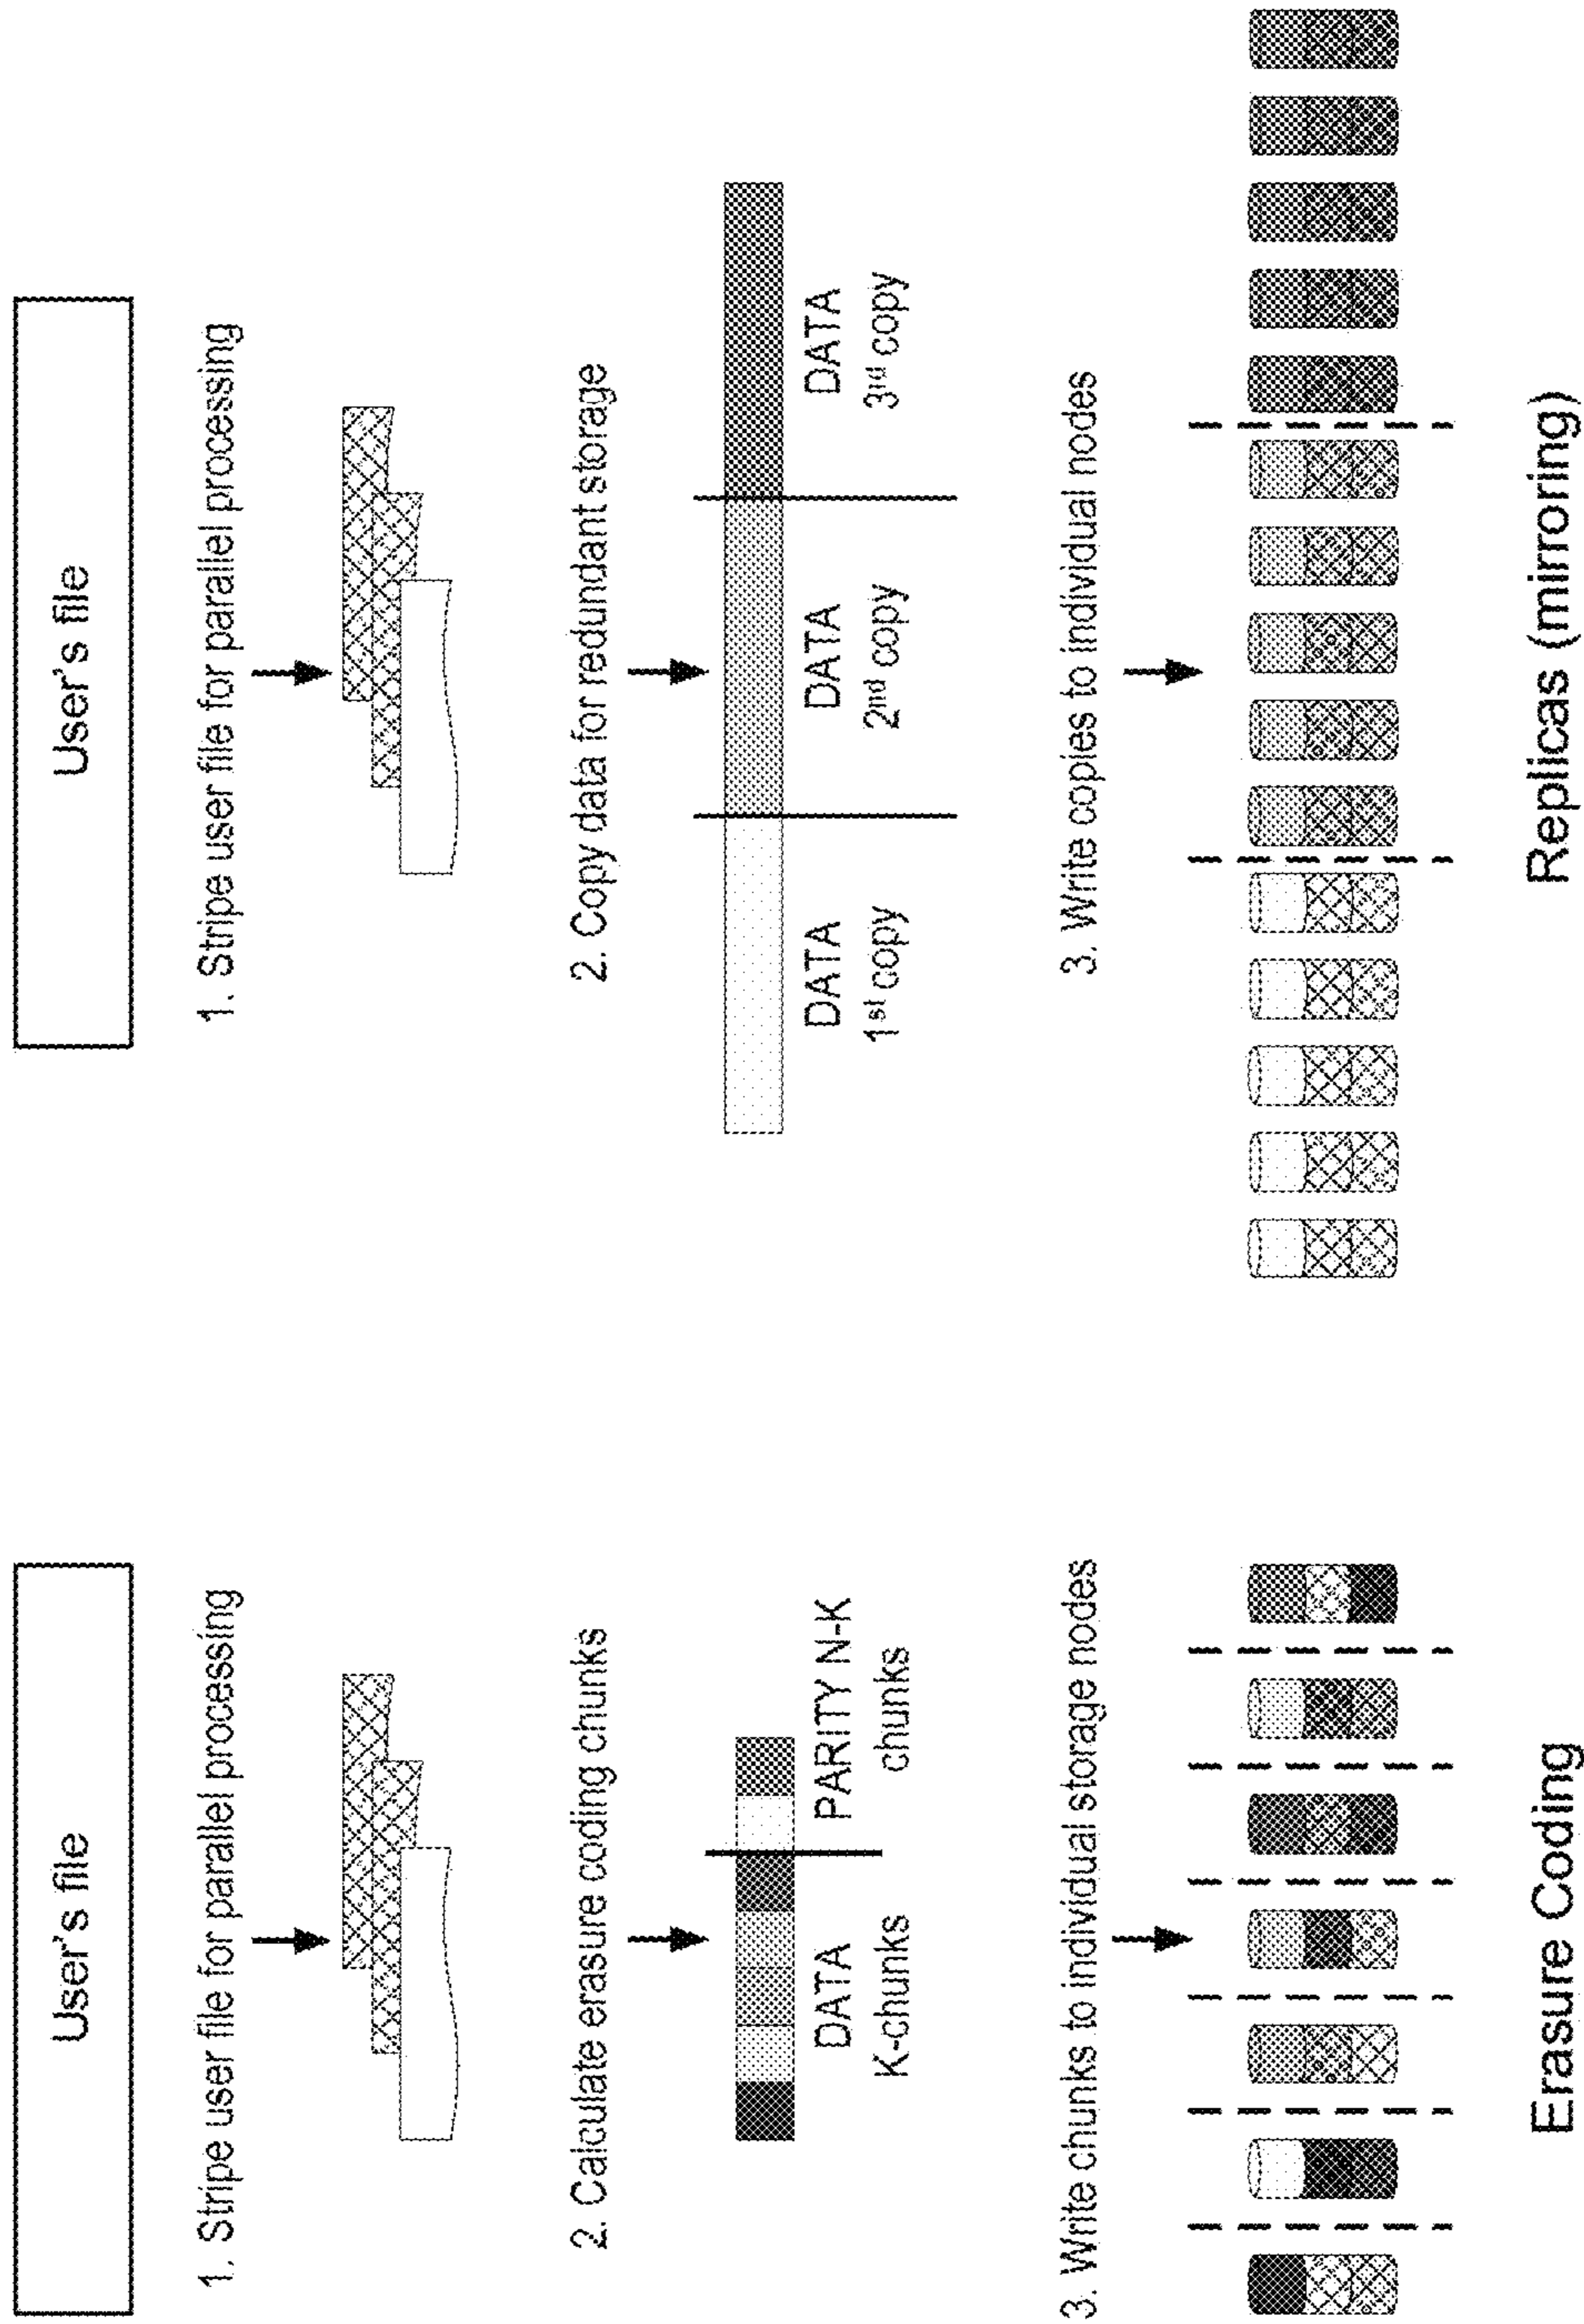 User's file
1. Stripe user file for parallel processing
2. Calculate erasure coding chunks
DATA
K-chunks
PARITY N-K
chunks
3. Write chunks to individual storage nodes
Erasure Coding
User's file
1. Stripe user file for parallel processing
2. Copy data for redundant storage
DATA
1st copy
DATA
2nd copy
DATA
3rd copy
3. Write copies to individual nodes
Replicas (mirroring)